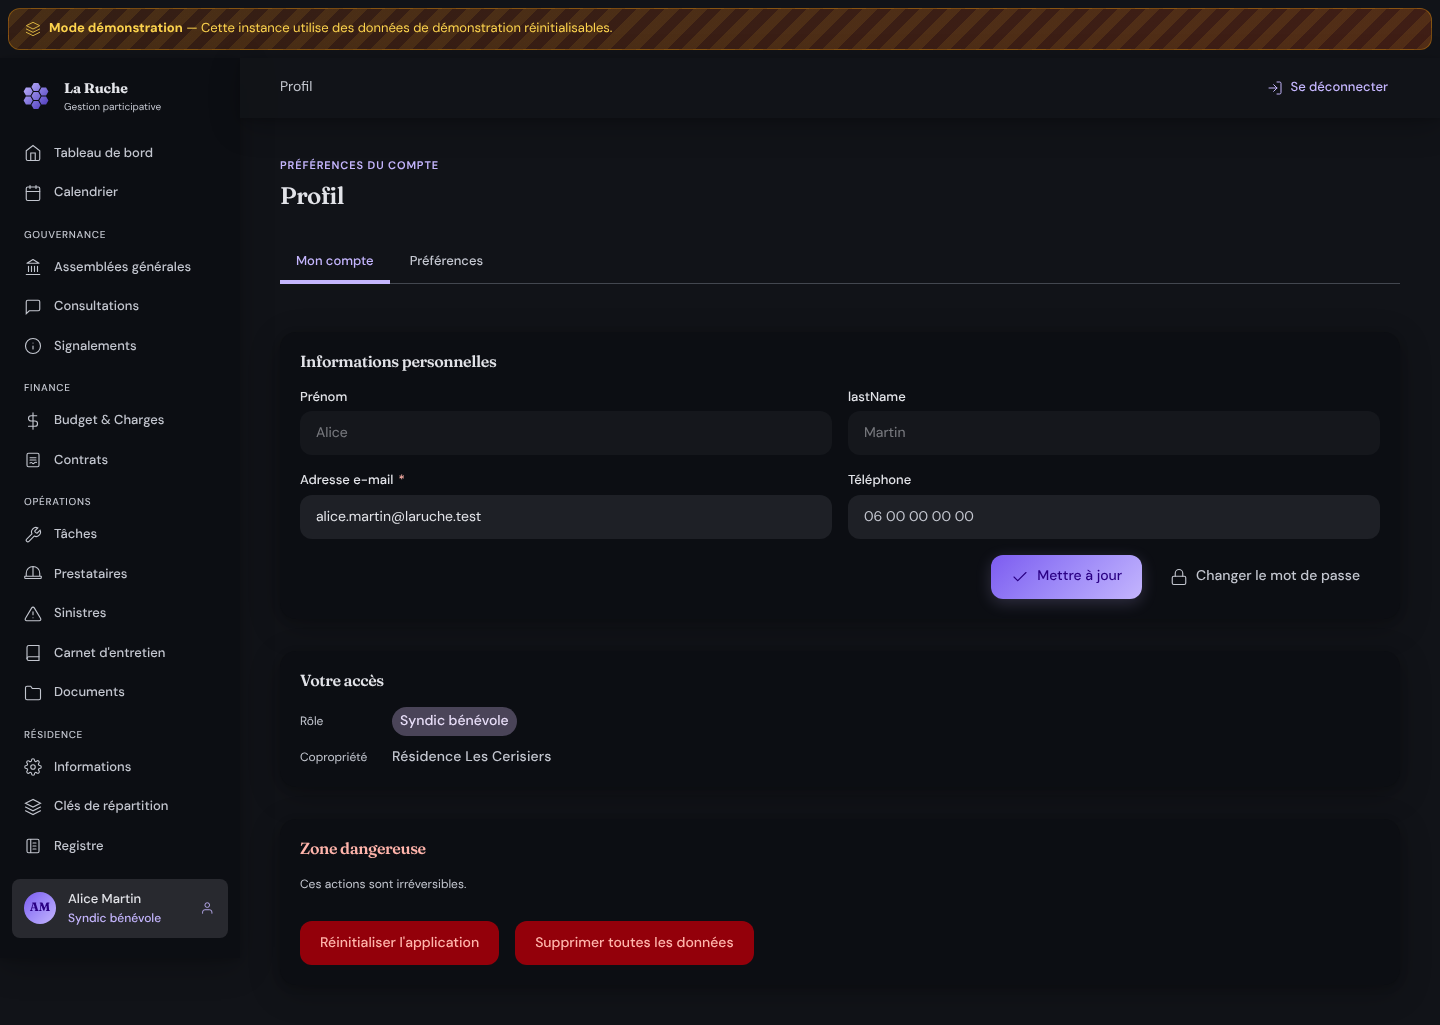 Mode démonstration — Cette instance utilise des données de démonstration réinitialisables.
La Ruche
Gestion participative
Tableau de bord
Calendrier
GOUVERNANCE
Assemblées générales
Consultations
Signalements
FINANCE
Budget & Charges
Contrats
OPÉRATIONS
Tâches
Prestataires
Sinistres
Carnet d'entretien
Documents
RÉSIDENCE
Informations
Clés de répartition
Registre
AM
Alice Martin
Syndic bénévole
Profil
Se déconnecter
PRÉFÉRENCES DU COMPTE
Profil
Mon compte
Préférences
Informations personnelles
Prénom
lastName
Alice
Martin
Adresse e-mail *
Téléphone
alice.martin@laruche.test
06 00 00 00 00
Mettre à jour
Changer le mot de passe
Votre accès
Rôle
Syndic bénévole
Copropriété
Résidence Les Cerisiers
Zone dangereuse
Ces actions sont irréversibles.
Réinitialiser l'application
Supprimer toutes les données